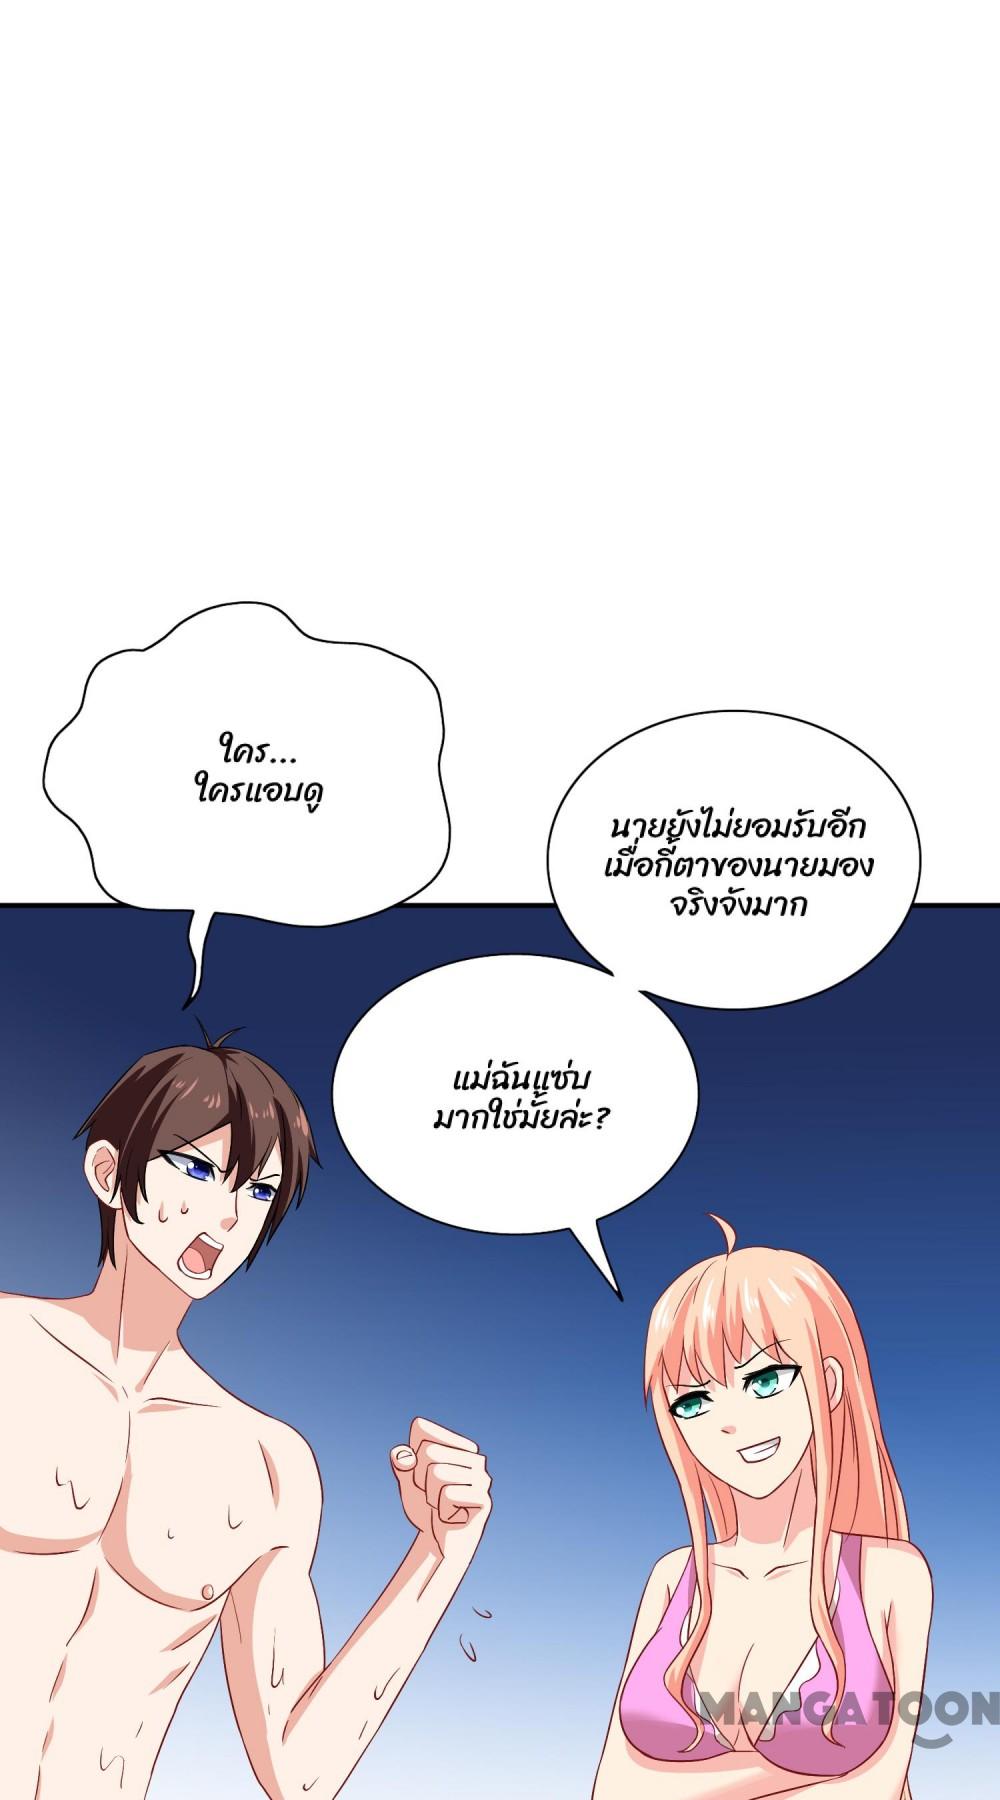 ใคร...
ใครแอบดู
นายยังไม่ยอมรับอีก
เมื่อกี้ตาของนายมอง
จริงจังมาก
แม่ฉันแซ่บ
มากใช่มั้ยล่ะ?
MANGATOON